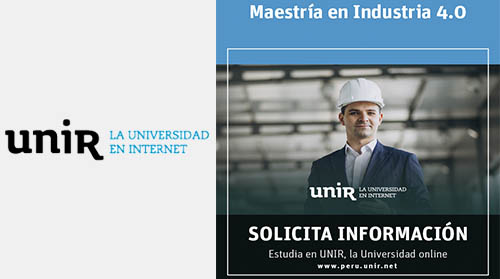 unir LA UNIVERSIDAD
EN INTERNET
Maestría en Industria 4.0
unir LA UNIVERSIDAD
EN INTERNET
SOLICITA INFORMACIÓN
Estudia en UNIR, la Universidad online
www.peru.unir.net